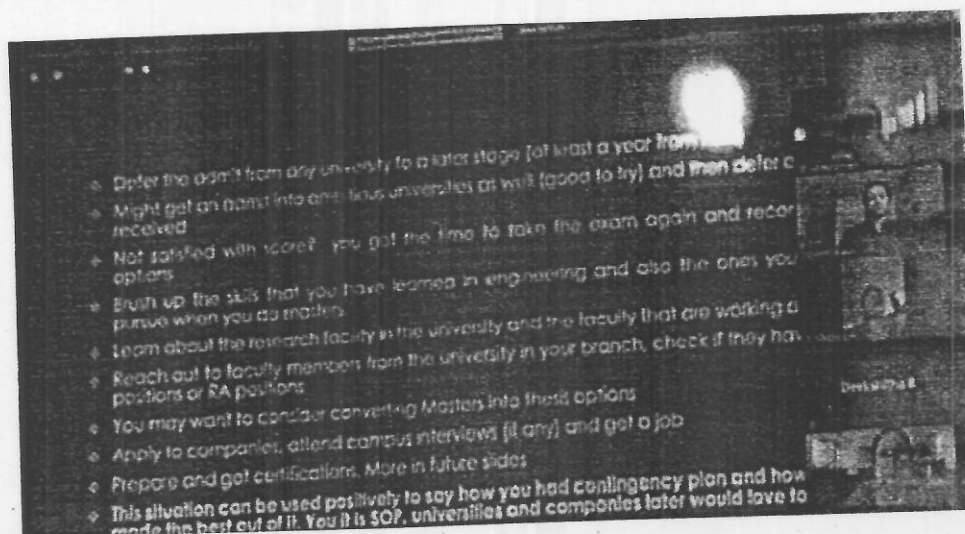 Defer the admit from any university to a later stage [at least a year from
Might get an admit into ambitious universities as well (good to try) and then defer
received
Not satisfied with score? you got the time to take the exam again and
options
Brush up the skills that you have learned in engineering and also the ones you
pursue when you do masters
Learn about the research facility in the university and the faculty that are working
Reach out to faculty members from the university in your branch, check if they
positions or RA positions
You may want to consider converting Masters into thesis options
Apply to companies, attend campus interviews [if any] and get a job
Prepare and get certifications. More in future slides
This situation can be used positively to say how you had contingency plan and how
made the best out of it. You it is SOP, universities and companies later would love to